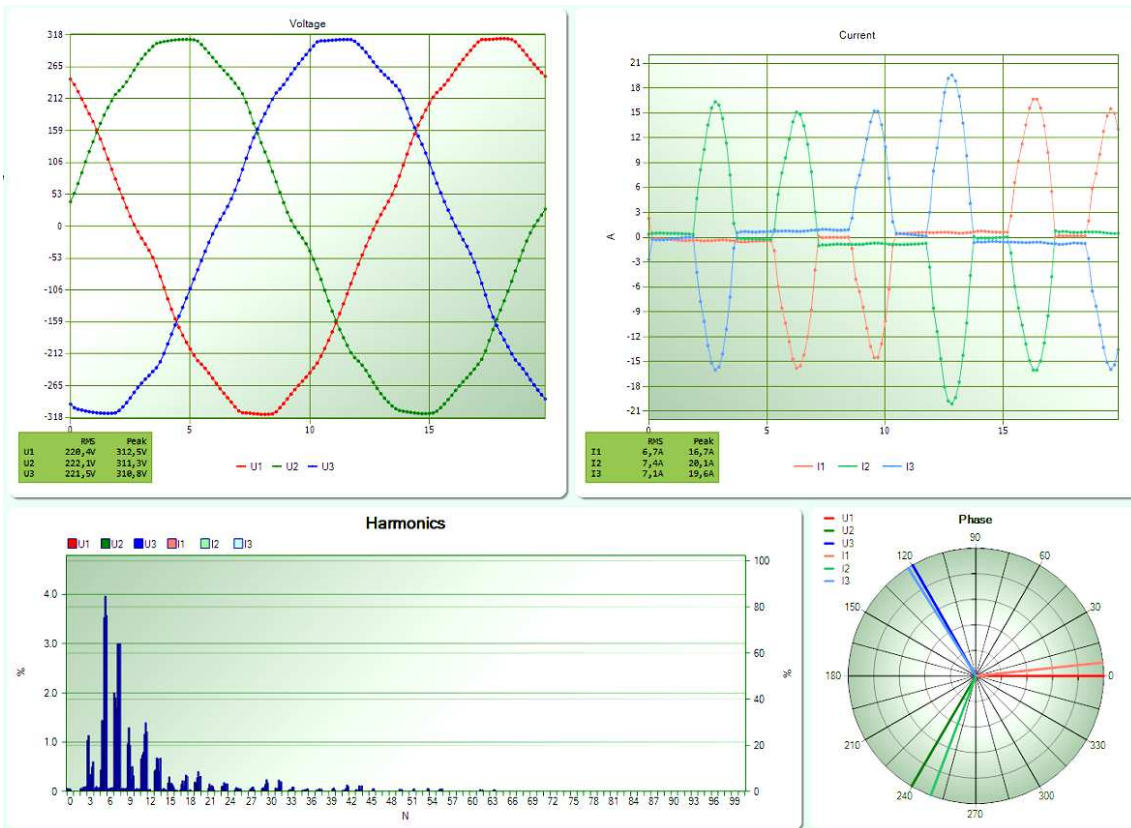 Voltage
318
265
212
159
106
53
0
-53
-106
-159
-212
-265
-318
0 5 10 15
RMS Peak
U1 220,4V 312,5V
U2 222,1V 311,3V
U3 221,5V 310,8V
U1 U2 U3
Current
21
18
15
12
9
6
3
0
-3
-6
-9
-12
-15
-18
-21
A
0 5 10 15
RMS Peak
I1 6,7A 16,7A
I2 7,4A 20,1A
I3 7,1A 19,6A
I1 I2 I3
Harmonics
U1 U2 U3 I1 I2 I3
4.0
3.0
2.0
1.0
0.0
%
100
80
60
40
20
0
%
0 3 6 9 12 15 18 21 24 27 30 33 36 39 42 45 48 51 54 57 60 63 66 69 72 75 78 81 84 87 90 93 96 99
N
U1
U2
U3
I1
I2
I3
Phase
90
120 60
150 30
180 0
210 330
240 300
270